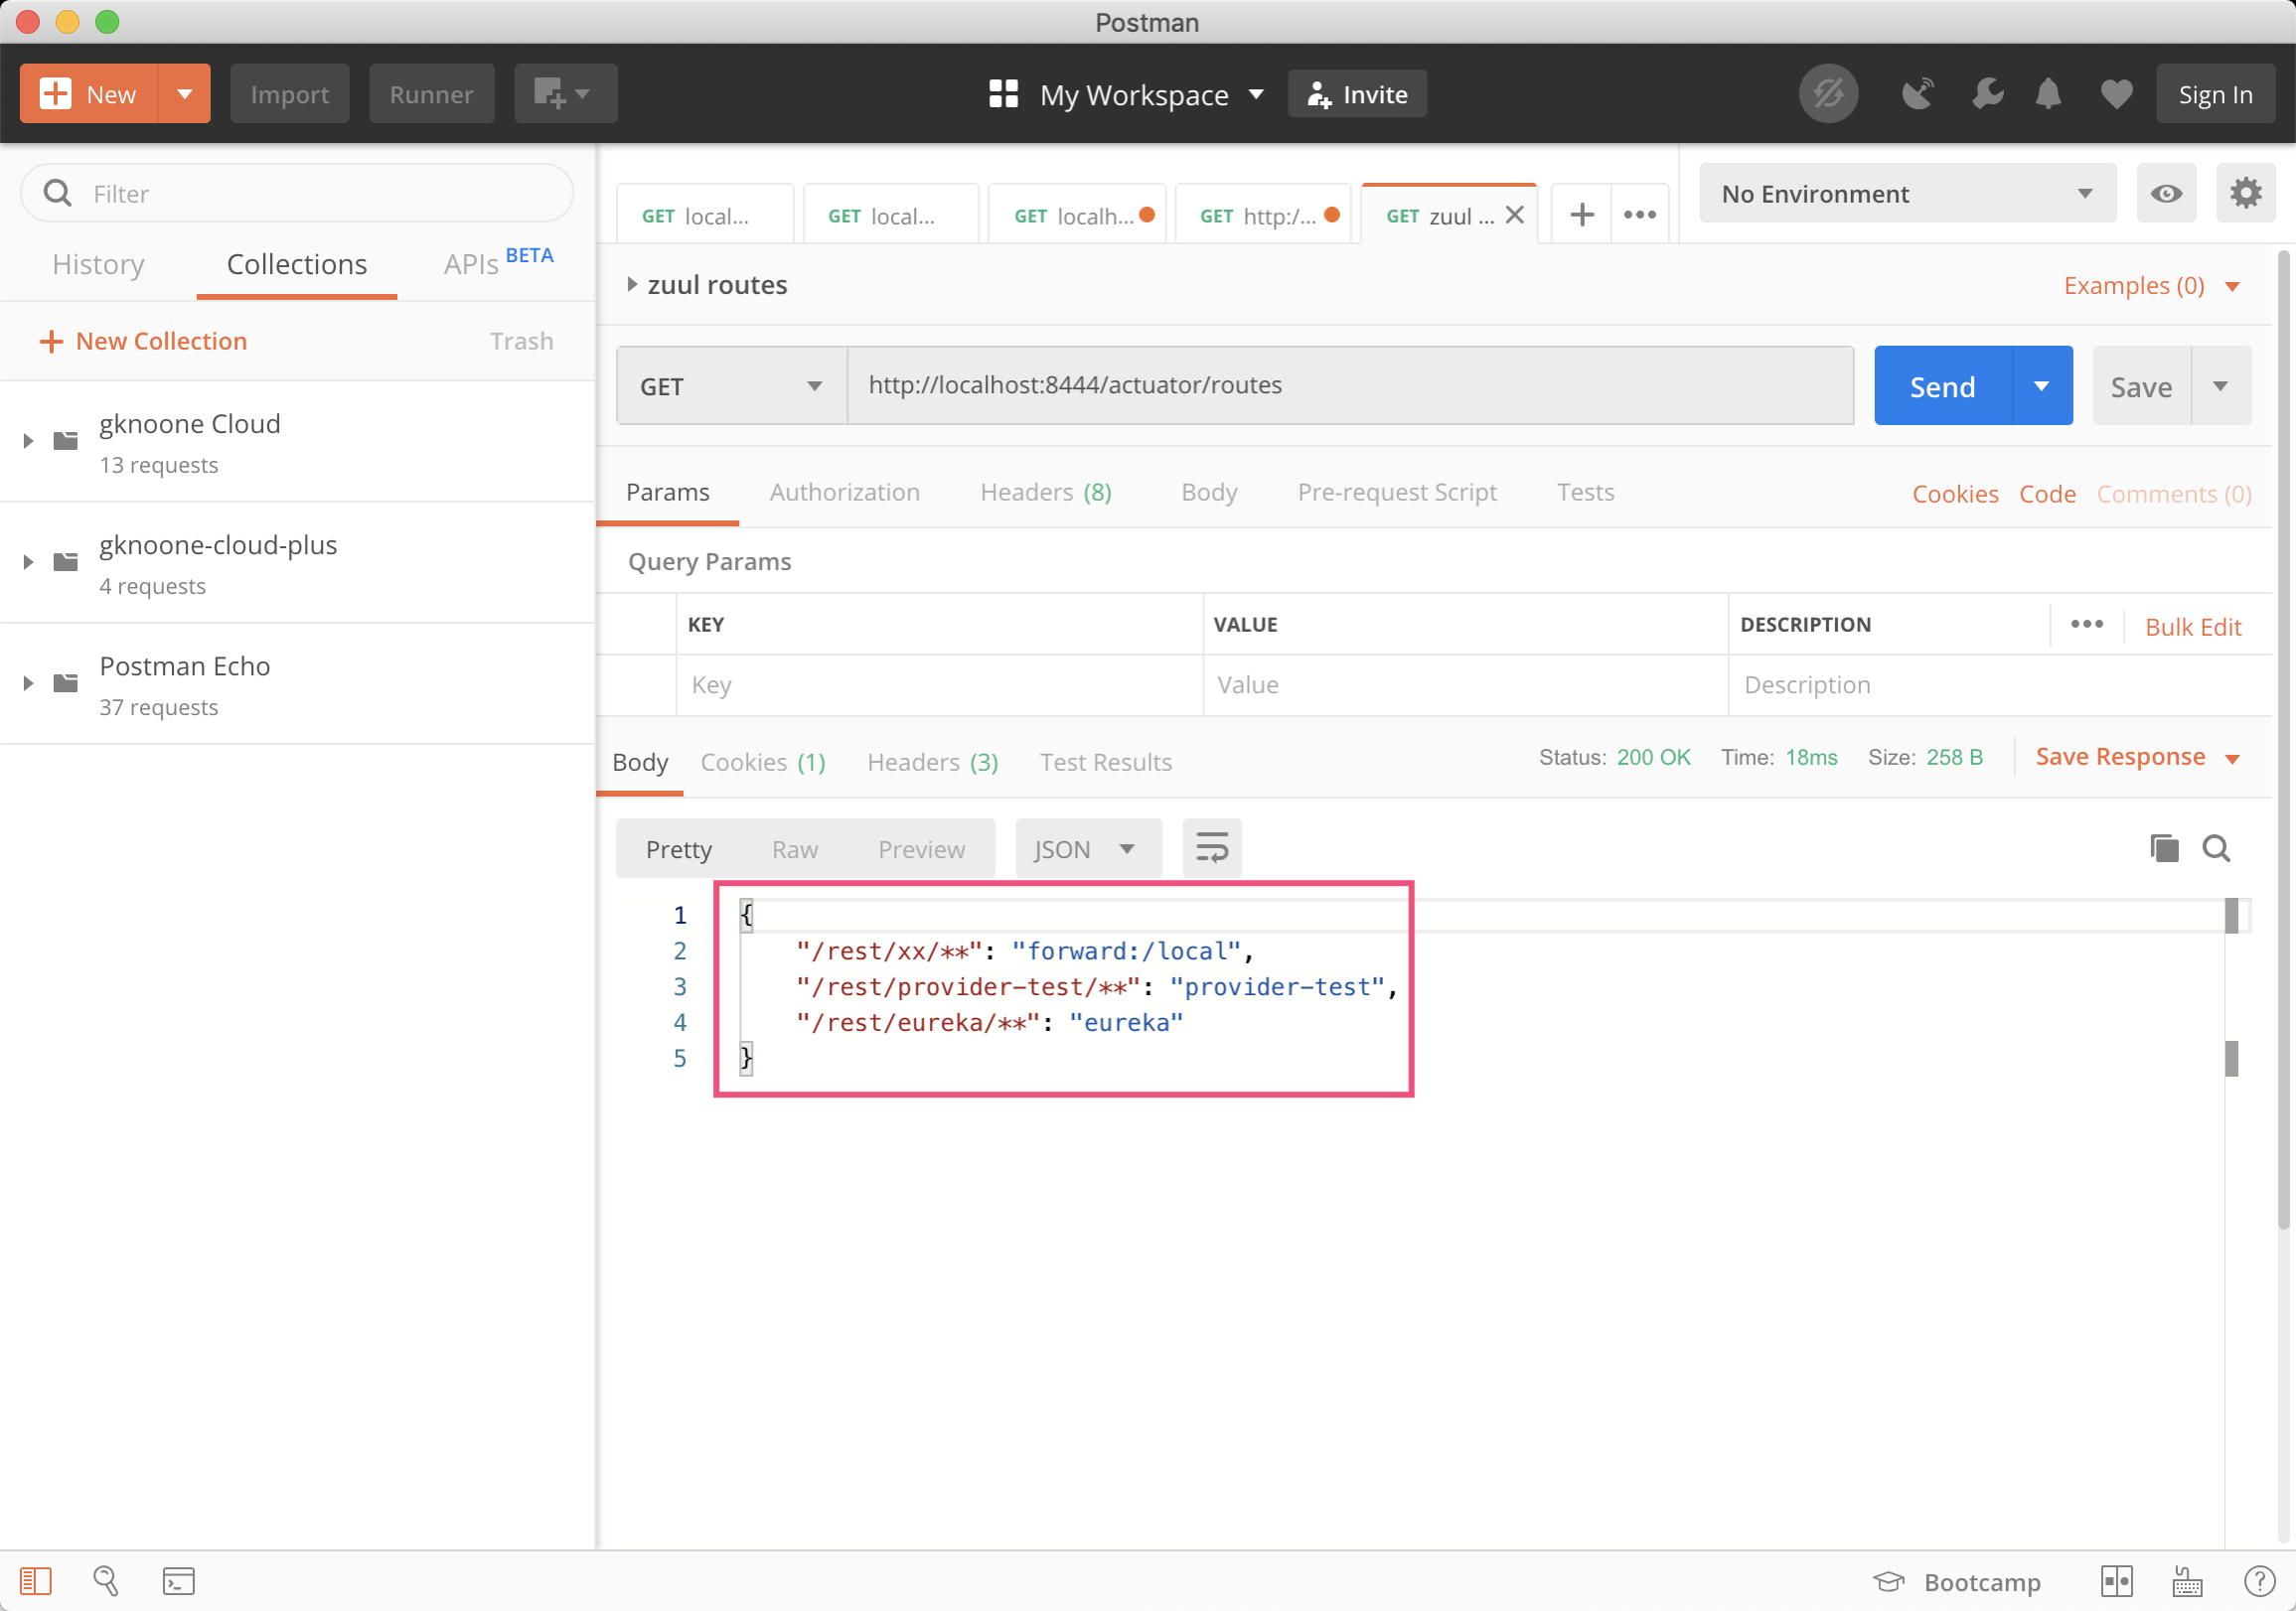 Postman
New
Import
Runner
My Workspace
Invite
Sign In
Filter
History
Collections
APIs BETA
New Collection
Trash
gknoone Cloud
13 requests
gknoone-cloud-plus
4 requests
Postman Echo
37 requests
GET local...
GET local...
GET localh...
GET http:/...
GET zuul ...
No Environment
zuul routes
Examples (0)
GET
http://localhost:8444/actuator/routes
Send
Save
Params
Authorization
Headers (8)
Body
Pre-request Script
Tests
Cookies
Code
Comments (0)
Query Params
KEY
VALUE
DESCRIPTION
Bulk Edit
Key
Value
Description
Body
Cookies (1)
Headers (3)
Test Results
Status: 200 OK
Time: 18ms
Size: 258 B
Save Response
Pretty
Raw
Preview
JSON
1 {
2 "/rest/xx/**": "forward:/local",
3 "/rest/provider-test/**": "provider-test",
4 "/rest/eureka/**": "eureka"
5 }
Bootcamp